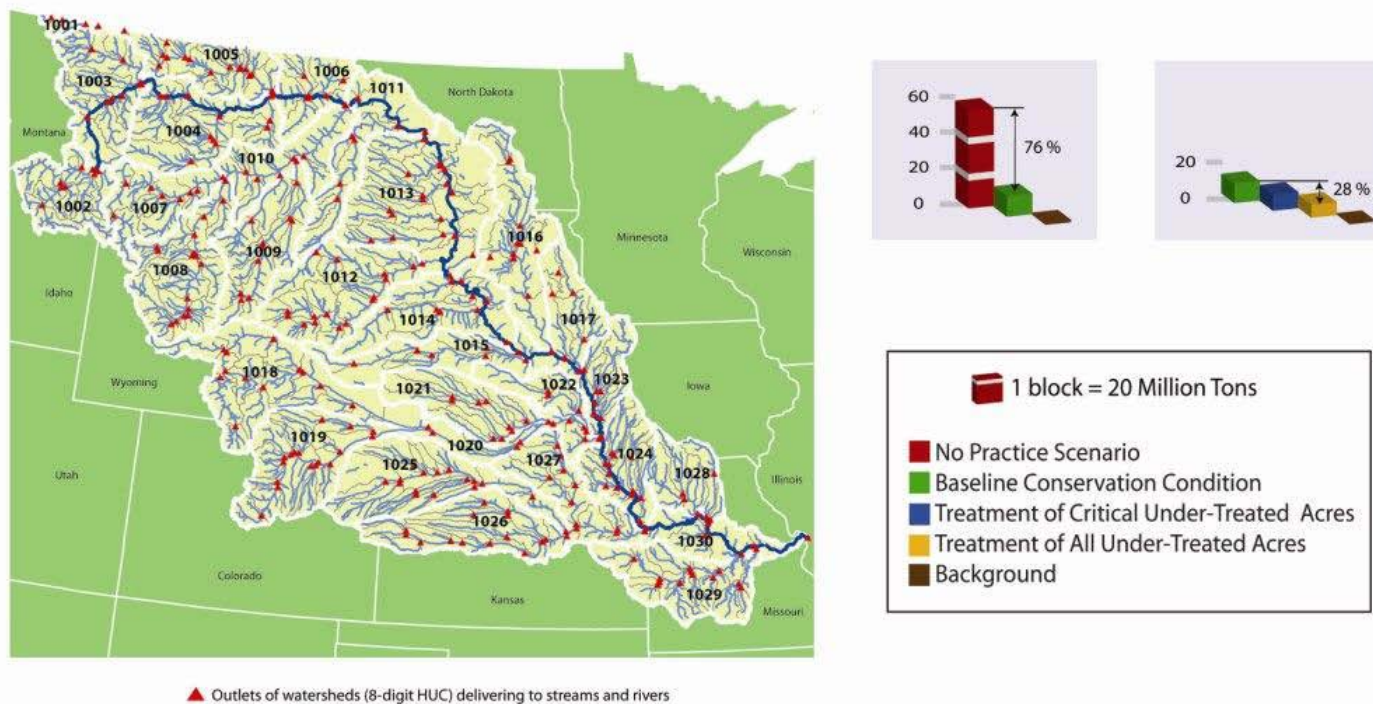 1001
1005
1006
1003
1011
North Dakota
Montana
1004
1010
1002
1007
1013
1016
Minnesota
Wisconsin
1008
1009
1012
Idaho
1014
1017
1015
Wyoming
1018
1021
1022
1023
Iowa
1019
1020
1024
Utah
1025
1027
1028
Illinois
1026
1030
Colorado
Kansas
1029
Missouri
▲ Outlets of watersheds (8-digit HUC) delivering to streams and rivers
60
40
20
0
76 %
20
0
28 %
1 block = 20 Million Tons
No Practice Scenario
Baseline Conservation Condition
Treatment of Critical Under-Treated Acres
Treatment of All Under-Treated Acres
Background